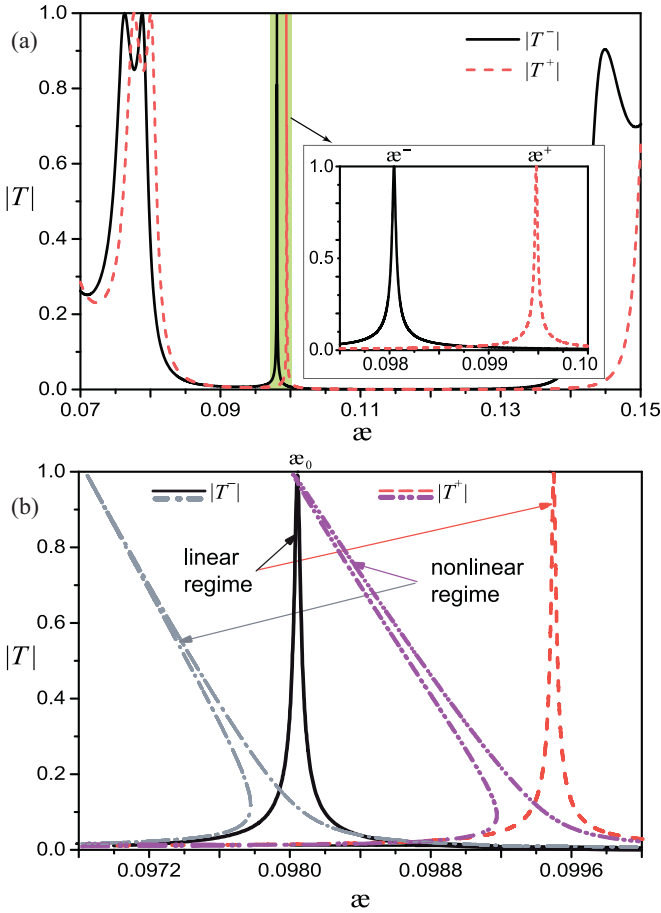 (a)
1.0
0.8
0.6
|T|
0.4
0.2
0.0
|T⁻|
|T⁺|
æ⁻ æ⁺
1.0
0.5
0.0
0.098 0.099 0.10
0.07 0.09 0.11 0.13 0.15
æ
(b)
1.0
0.8
0.6
|T|
0.4
0.2
0.0
æ₀
|T⁻| |T⁺|
linear
regime
nonlinear
regime
0.0972 0.0980 0.0988 0.0996
æ